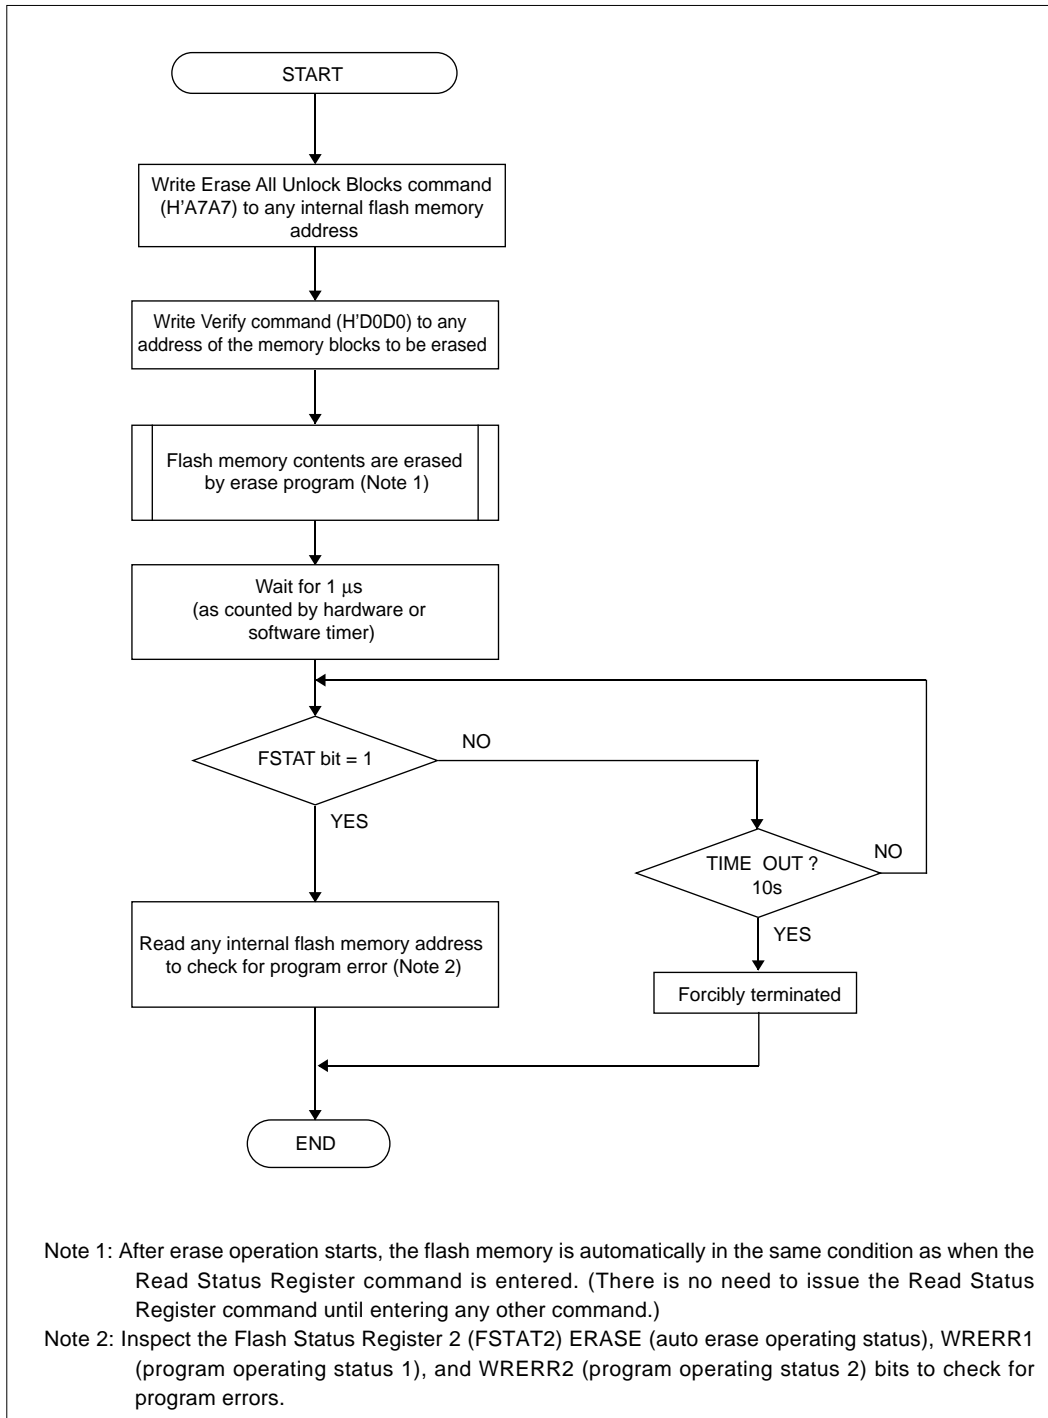 START
Write Erase All Unlock Blocks command
(H'A7A7) to any internal flash memory
address
Write Verify command (H'D0D0) to any
address of the memory blocks to be erased
Flash memory contents are erased
by erase program (Note 1)
Wait for 1 μs
(as counted by hardware or
software timer)
FSTAT bit = 1
NO
YES
TIME OUT ?
10s
NO
YES
Read any internal flash memory address
to check for program error (Note 2)
Forcibly terminated
END
Note 1: After erase operation starts, the flash memory is automatically in the same condition as when the
Read Status Register command is entered. (There is no need to issue the Read Status
Register command until entering any other command.)
Note 2: Inspect the Flash Status Register 2 (FSTAT2) ERASE (auto erase operating status), WRERR1
(program operating status 1), and WRERR2 (program operating status 2) bits to check for
program errors.